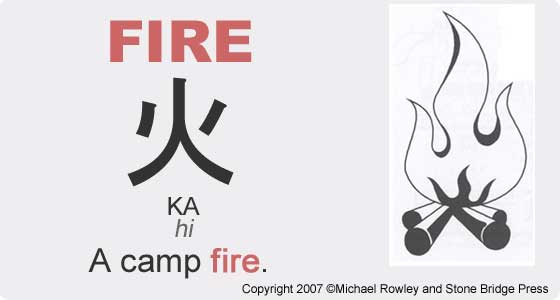 FIRE
火
KA
hi
A camp fire.
Copyright 2007 ©Michael Rowley and Stone Bridge Press